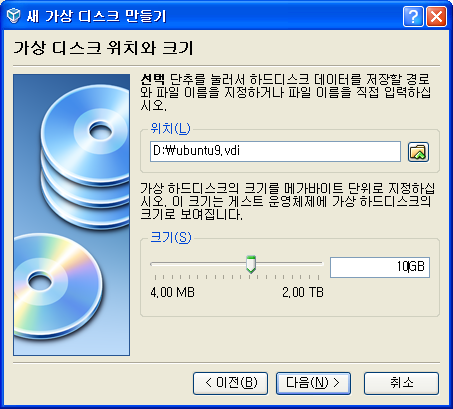 새 가상 디스크 만들기
가상 디스크 위치와 크기
선택 단추를 눌러서 하드디스크 데이터를 저장할 경로
와 파일 이름을 지정하거나 파일 이름을 직접 입력하십
시오.
위치(L)
D:₩ubuntu9.vdi
가상 하드디스크의 크기를 메가바이트 단위로 지정하십
시오. 이 크기는 게스트 운영체제에 가상 하드디스크의
크기로 보여집니다.
크기(S)
10GB
4.00 MB 2.00 TB
< 이전(B) 다음(N) > 취소